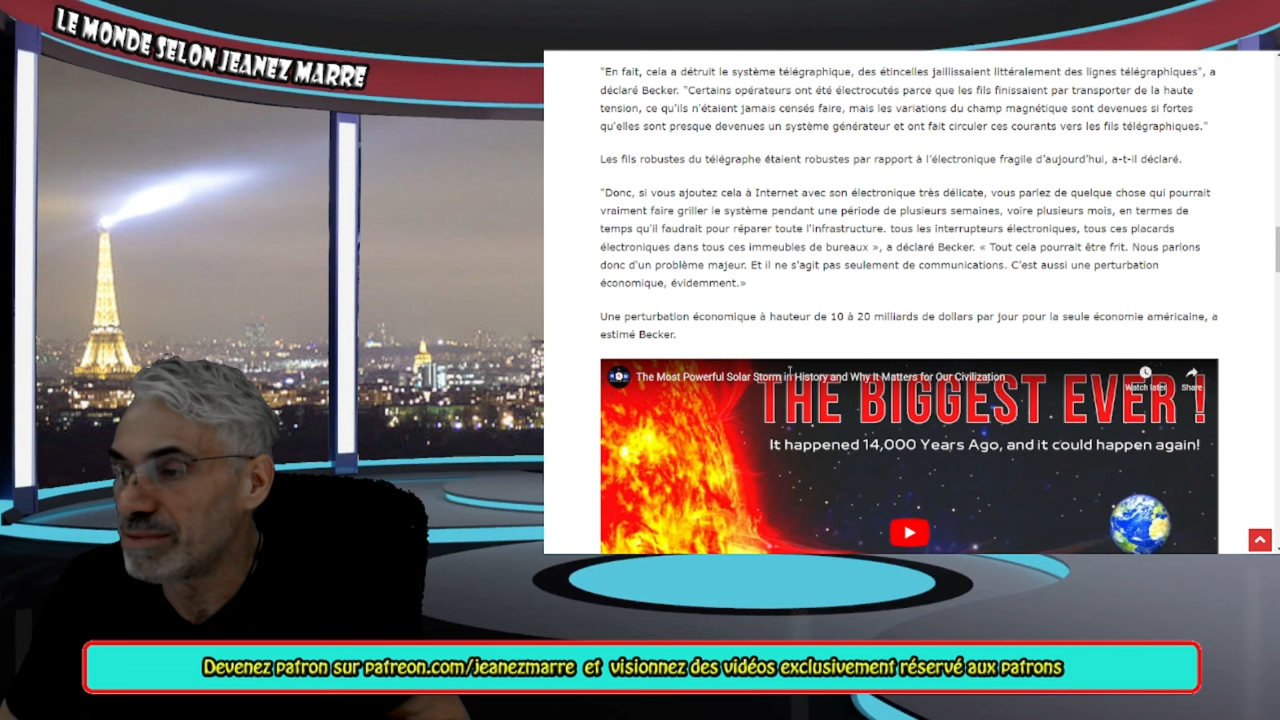 LE MONDE SELON JEANEZ MARRE
"En fait, cela a détruit le système télégraphique, des étincelles jaillissaient littéralement des lignes télégraphiques", a
déclaré Becker. "Certains opérateurs ont été électrocutés parce que les fils finissaient par transporter de la haute
tension, ce qu'ils n'étaient jamais censés faire, mais les variations du champ magnétique sont devenues si fortes
qu'elles sont presque devenues un système générateur et ont fait circuler ces courants vers les fils télégraphiques."
Les fils robustes du télégraphe étaient robustes par rapport à l'électronique fragile d'aujourd'hui, a-t-il déclaré.
"Donc, si vous ajoutez cela à Internet avec son électronique très délicate, vous parlez de quelque chose qui pourrait
vraiment faire griller le système pendant une période de plusieurs semaines, voire plusieurs mois, en termes de
temps qu'il faudrait pour réparer toute l'infrastructure. tous les interrupteurs électroniques, tous ces placards
électroniques dans tous ces immeubles de bureaux », a déclaré Becker. « Tout cela pourrait être frit. Nous parlons
donc d'un problème majeur. Et il ne s'agit pas seulement de communications. C'est aussi une perturbation
économique, évidemment.»
Une perturbation économique à hauteur de 10 à 20 milliards de dollars par jour pour la seule économie américaine, a
estimé Becker.
The Most Powerful Solar Storm in History and Why It Matters for Our Civilization
Watch later
Share
THE BIGGEST EVER !
It happened 14,000 Years Ago, and it could happen again!
Devenez patron sur patreon.com/jeanezmarre et visionnez des vidéos exclusivement réservé aux patrons